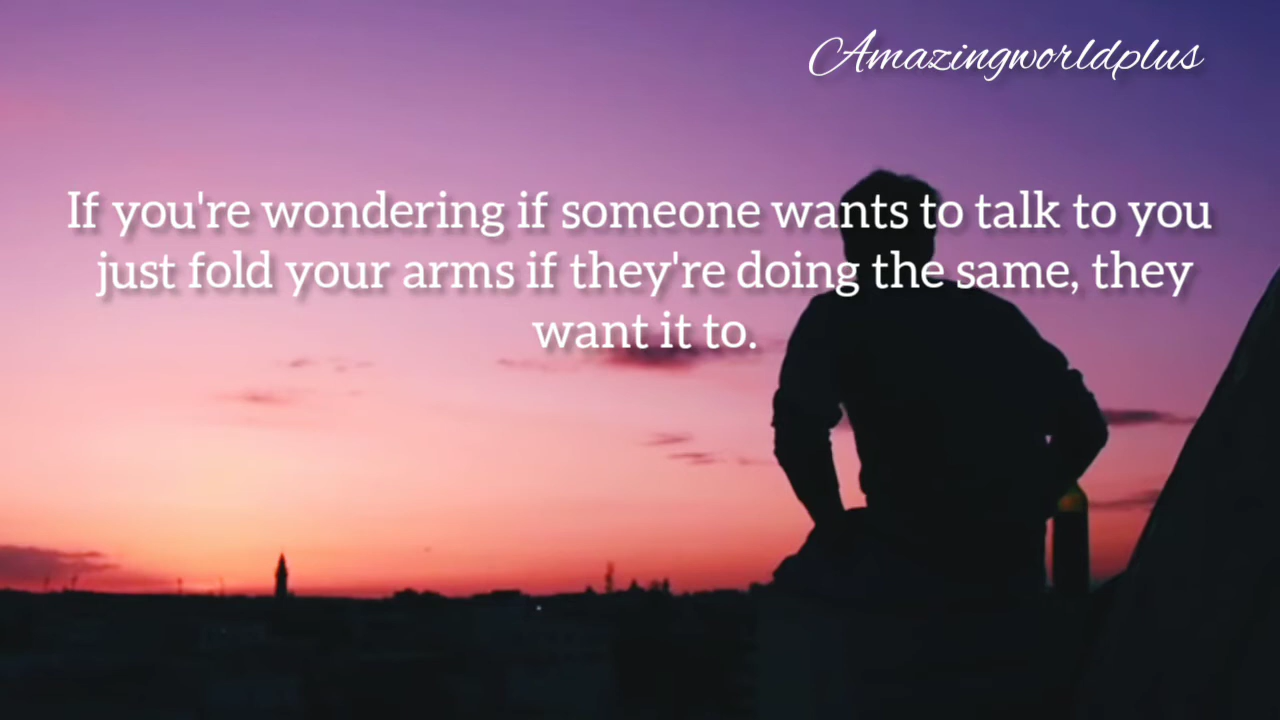 Amazingworldplus
If you're wondering if someone wants to talk to you
just fold your arms if they're doing the same, they
want it to.